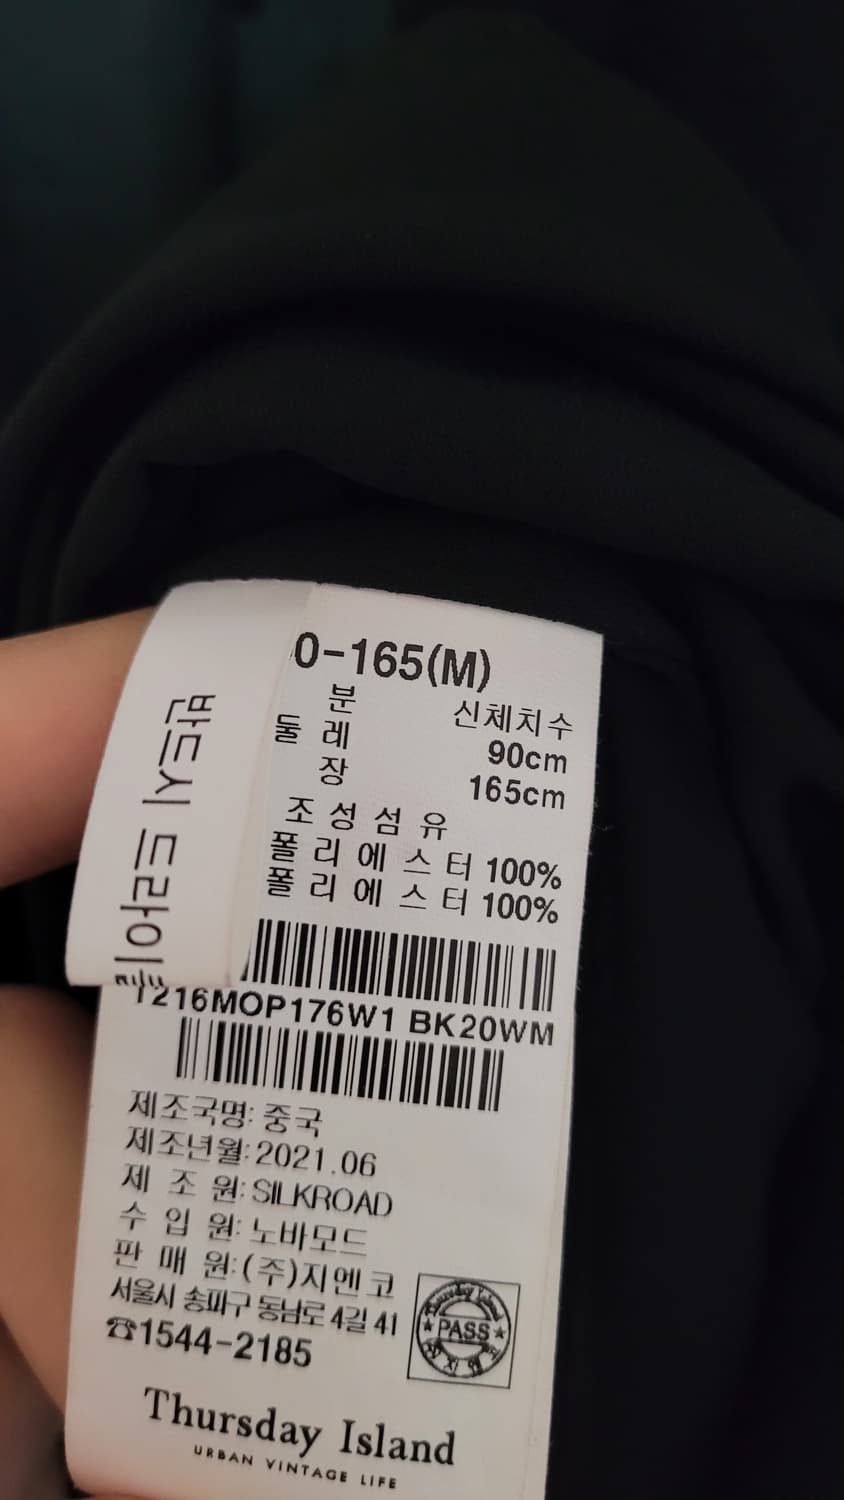 0-165(M)
분 신체치수
둘 레 90cm
장 165cm
조 성 섬 유
폴 리 에 스 터 100%
폴 리 에 스 터 100%
반드시 드라이
216MOP176W1 BK20WM
제조국명: 중국
제조년월: 2021.06
제 조 원: SILKROAD
수 입 원: 노바모드
판 매 원: (주)지엔코
서울시 송파구 동남로 4길 41
☎1544-2185
Thursday Island
★PASS★
Thursday Island
URBAN VINTAGE LIFE